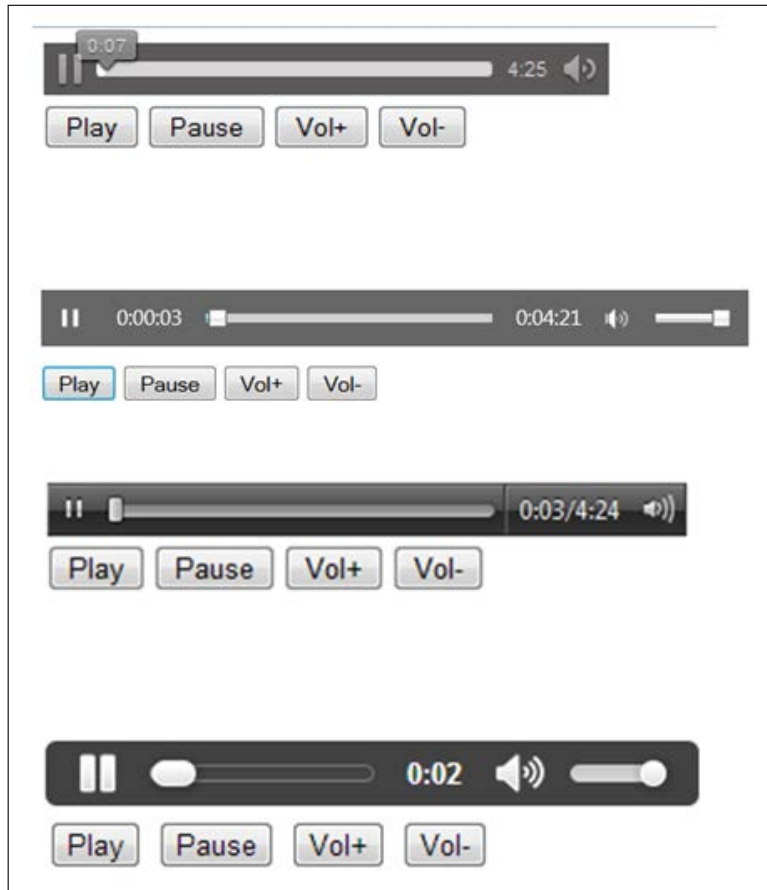 0:07
4:25
Play Pause Vol+ Vol-
0:00:03 0:04:21
Play Pause Vol+ Vol-
0:03/4:24
Play Pause Vol+ Vol-
0:02
Play Pause Vol+ Vol-